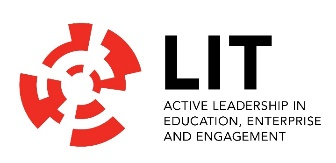 LIT
ACTIVE LEADERSHIP IN
EDUCATION, ENTERPRISE
AND ENGAGEMENT